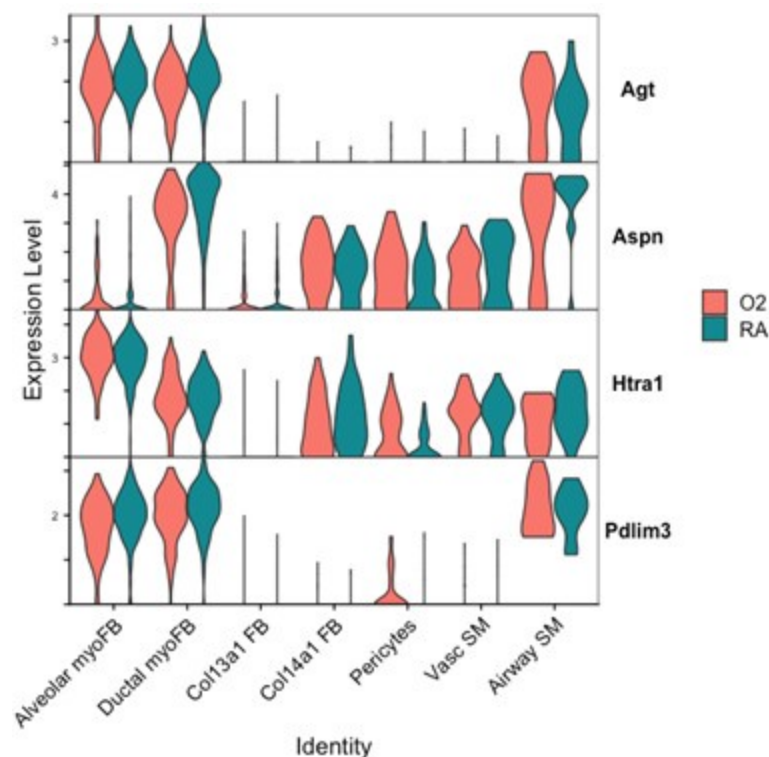 3
Agt
4
Aspn
Expression Level
O2
RA
3
Htra1
2
Pdlim3
Alveolar myoFB
Ductal myoFB
Col13a1 FB
Col14a1 FB
Pericytes
Vasc SM
Airway SM
Identity